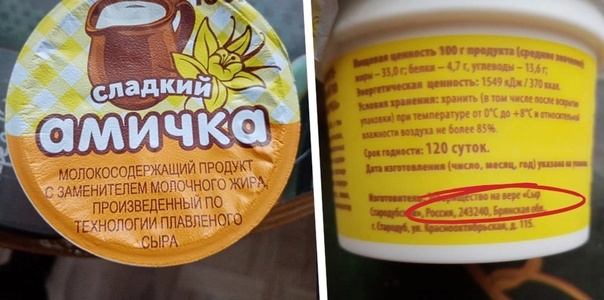 100г
СЛАДКИЙ
АМИЧКА
МОЛОКОСОДЕРЖАЩИЙ ПРОДУКТ
С ЗАМЕНИТЕЛЕМ МОЛОЧНОГО ЖИРА,
ПРОИЗВЕДЕННЫЙ ПО
ТЕХНОЛОГИИ ПЛАВЛЕНОГО
СЫРА
Пищевая ценность 100 г продукта (средние значения)
жиры – 33,0 г; белки – 4,7 г, углеводы – 13,6 г;
Энергетическая ценность: 1549 кДж / 370 ккал.
Условия хранения: хранить (в том числе после вскрытия
упаковки) при температуре от 0°С до +8°С и относительной
влажности воздуха не более 85%.
Срок годности: 120 суток.
Дата изготовления (число, месяц, год)
Изготовитель: на вере «Сыр
Россия, 243240, Брянская обл.
г. Стародуб, ул. Краснооктябрьская, д. 115.